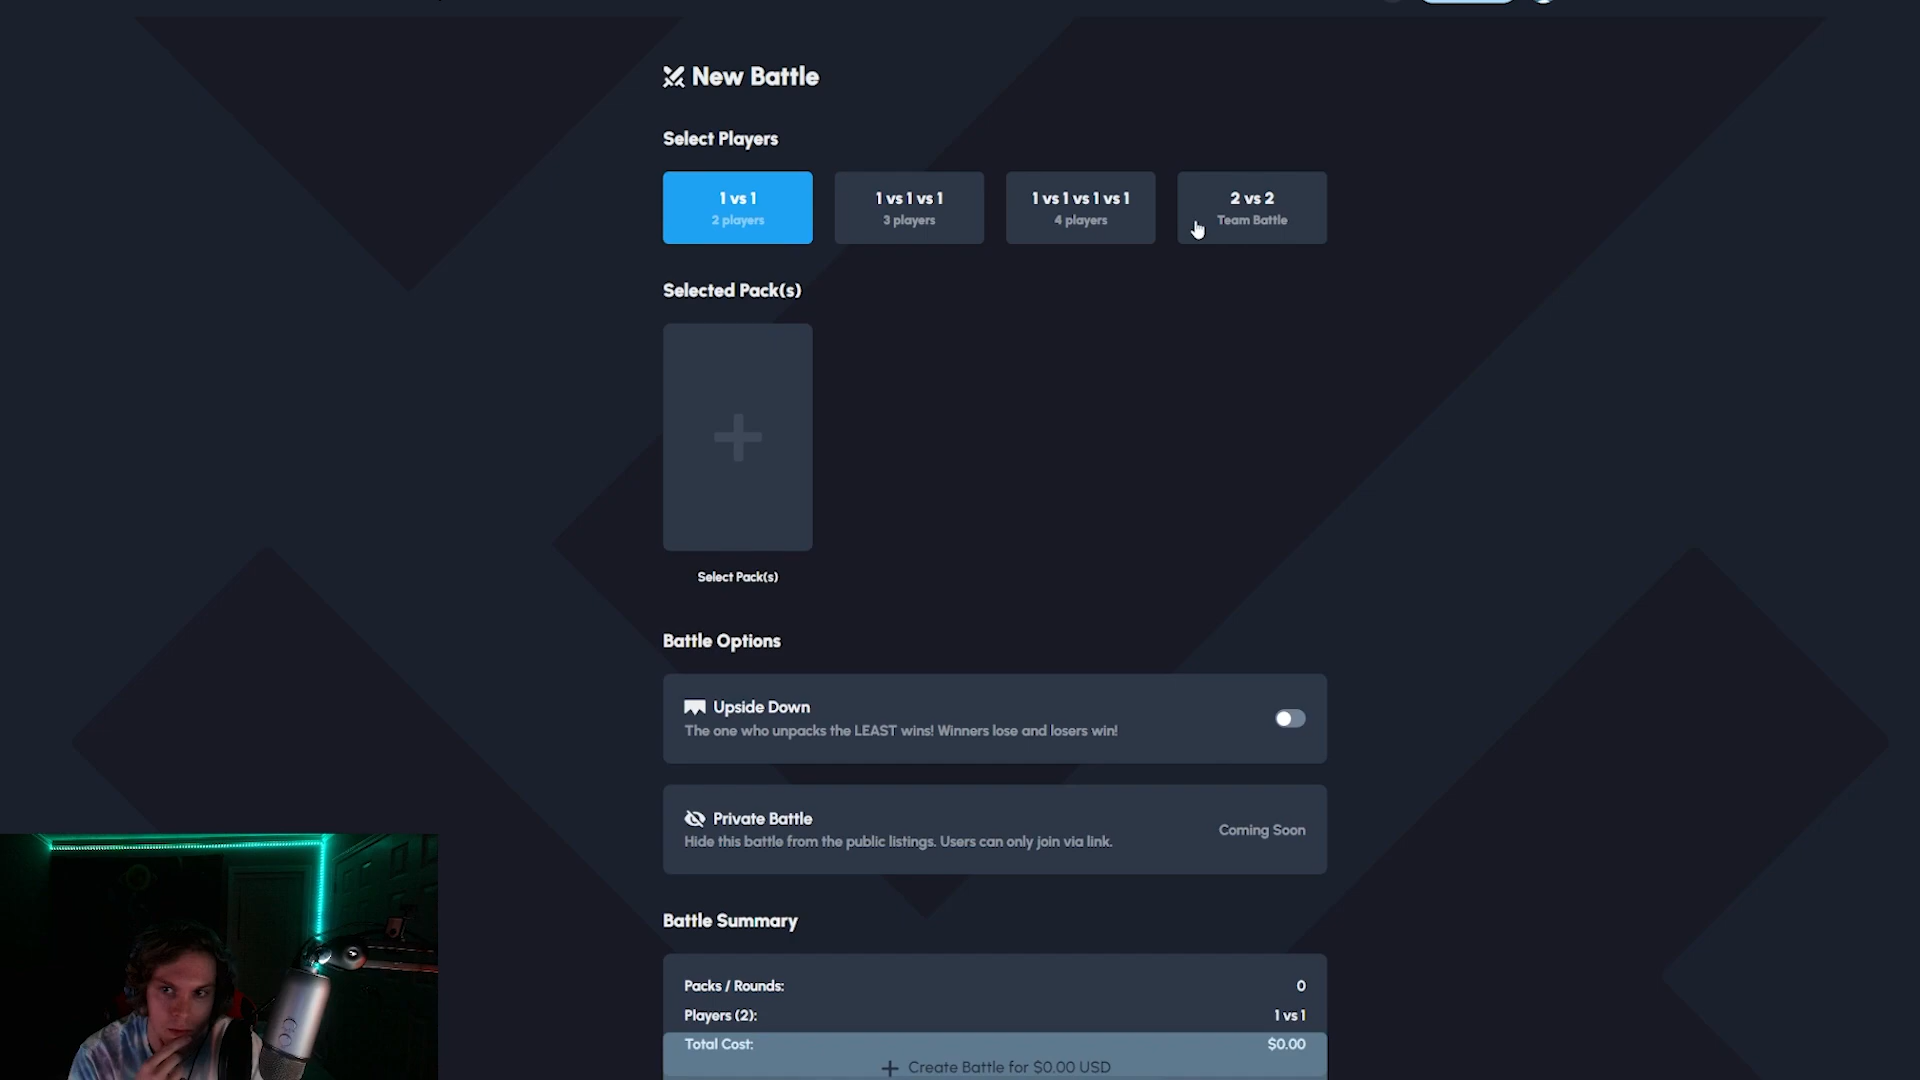 New Battle
Select Players
1 vs 1
2 players
1 vs 1 vs 1
3 players
1 vs 1 vs 1 vs 1
4 players
2 vs 2
Team Battle
Selected Pack(s)
Select Pack(s)
Battle Options
Upside Down
The one who unpacks the LEAST wins! Winners lose and losers win!
Private Battle
Hide this battle from the public listings. Users can only join via link.
Coming Soon
Battle Summary
Packs / Rounds: 0
Players (2): 1 vs 1
Total Cost: $0.00
Create Battle for $0.00 USD